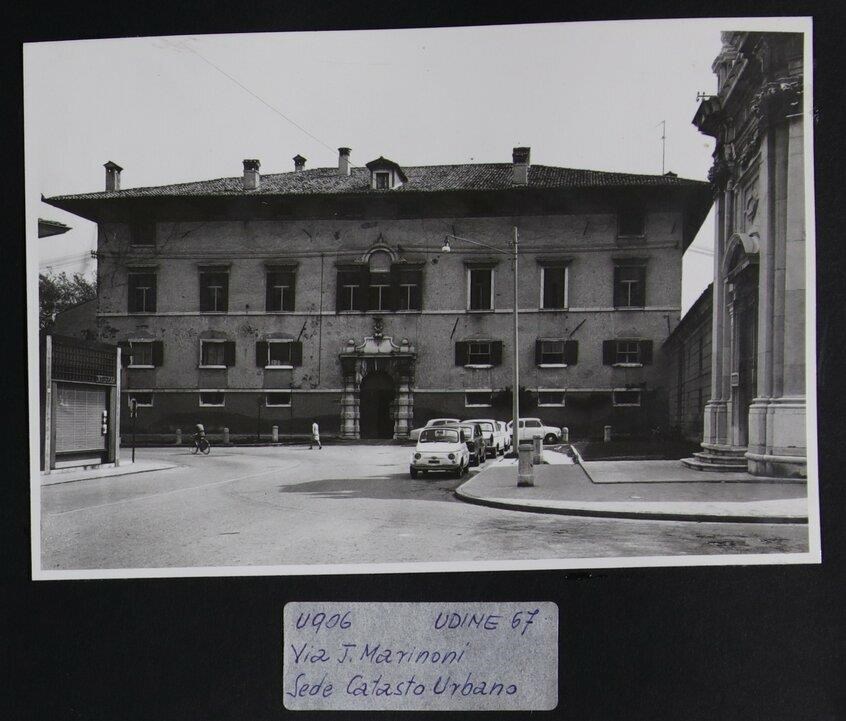 U906 UDINE 67
Via J. Marinoni
Sede Catasto Urbano